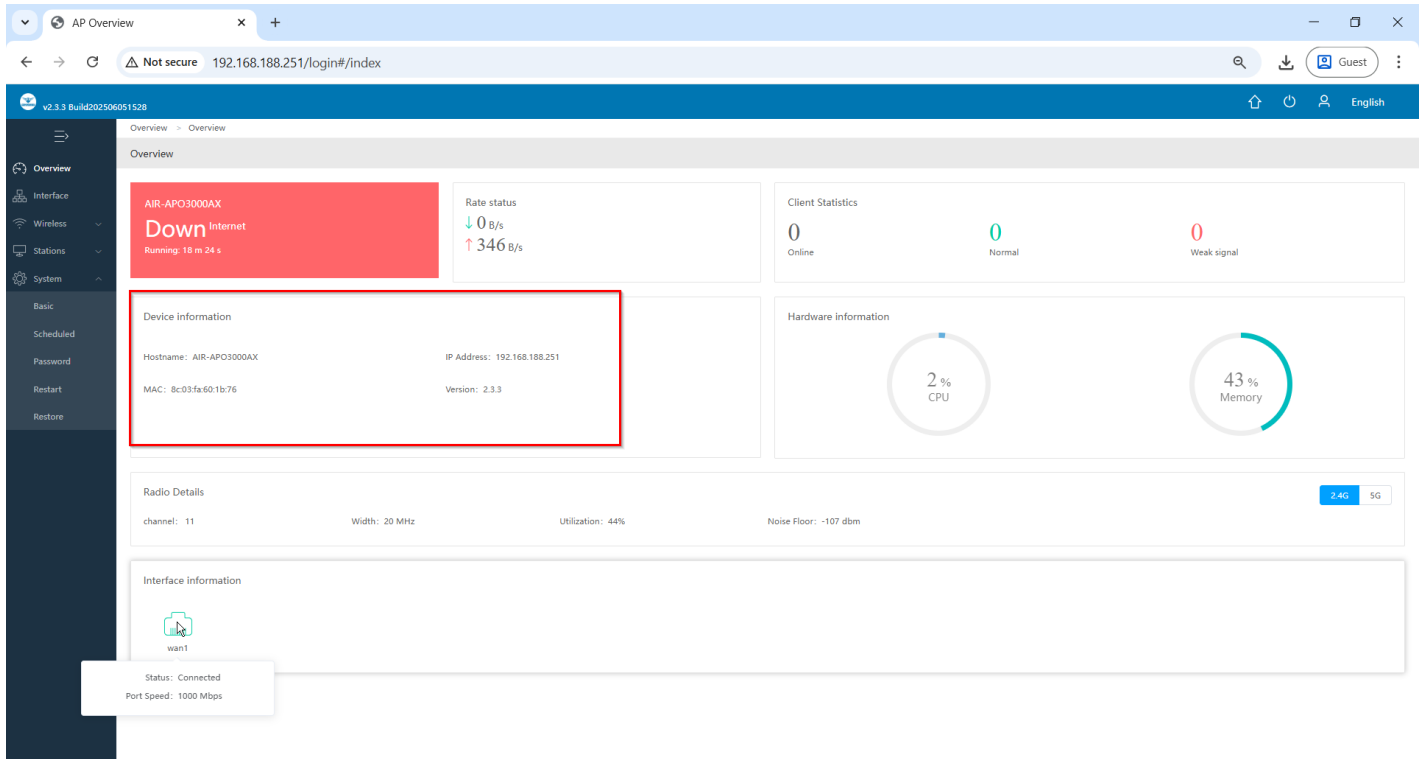 AP Overview
Not secure 192.168.188.251/login#/index
Guest
v2.3.3 Build202506051528
English
Overview > Overview
Overview
Overview
Interface
Wireless
Stations
System
Basic
Scheduled
Password
Restart
Restore
AIR-APO3000AX
Down Internet
Running: 18 m 24 s
Rate status
↓ 0 B/s
↑ 346 B/s
Client Statistics
0 0 0
Online Normal Weak signal
Device information
Hostname: AIR-APO3000AX IP Address: 192.168.188.251
MAC: 8c:03:fa:60:1b:76 Version: 2.3.3
Hardware information
2 %
CPU
43 %
Memory
Radio Details
2.4G 5G
channel: 11 Width: 20 MHz Utilization: 44% Noise Floor: -107 dbm
Interface information
wan1
Status: Connected
Port Speed: 1000 Mbps